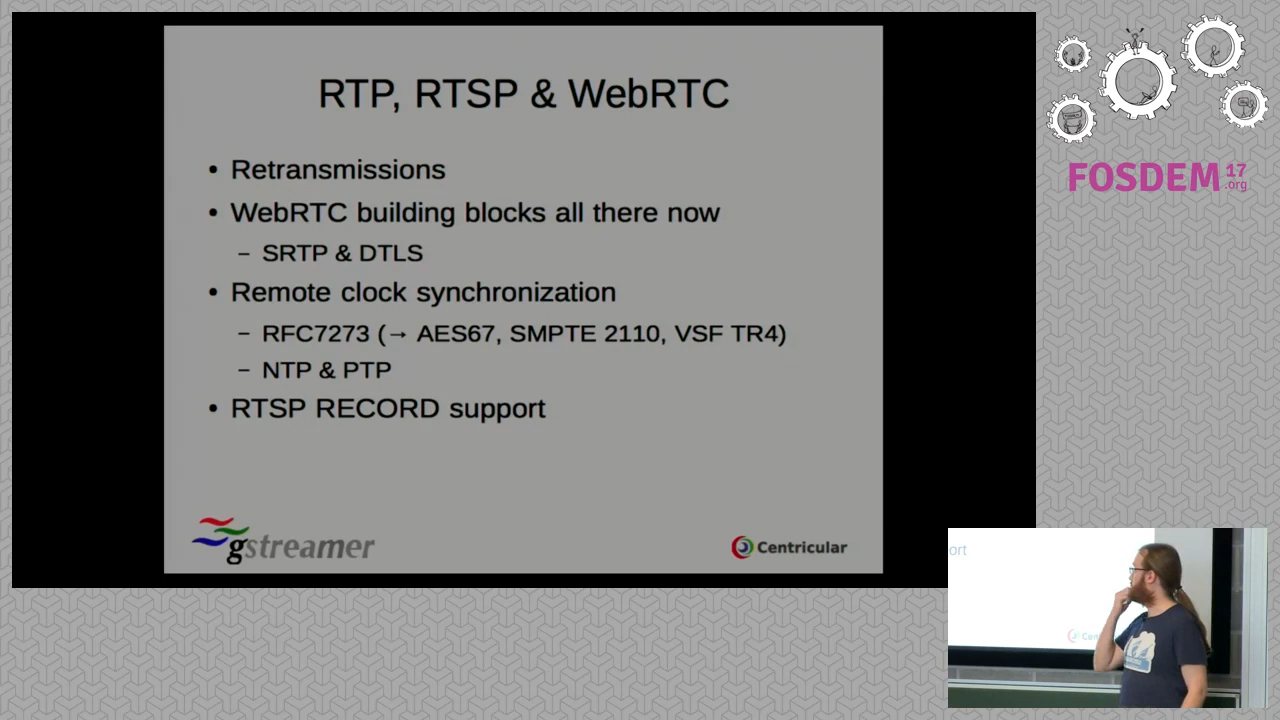 RTP, RTSP & WebRTC
• Retransmissions
• WebRTC building blocks all there now
– SRTP & DTLS
• Remote clock synchronization
– RFC7273 (→ AES67, SMPTE 2110, VSF TR4)
– NTP & PTP
• RTSP RECORD support
gstreamer
Centricular
FOSDEM 17
.org
ort